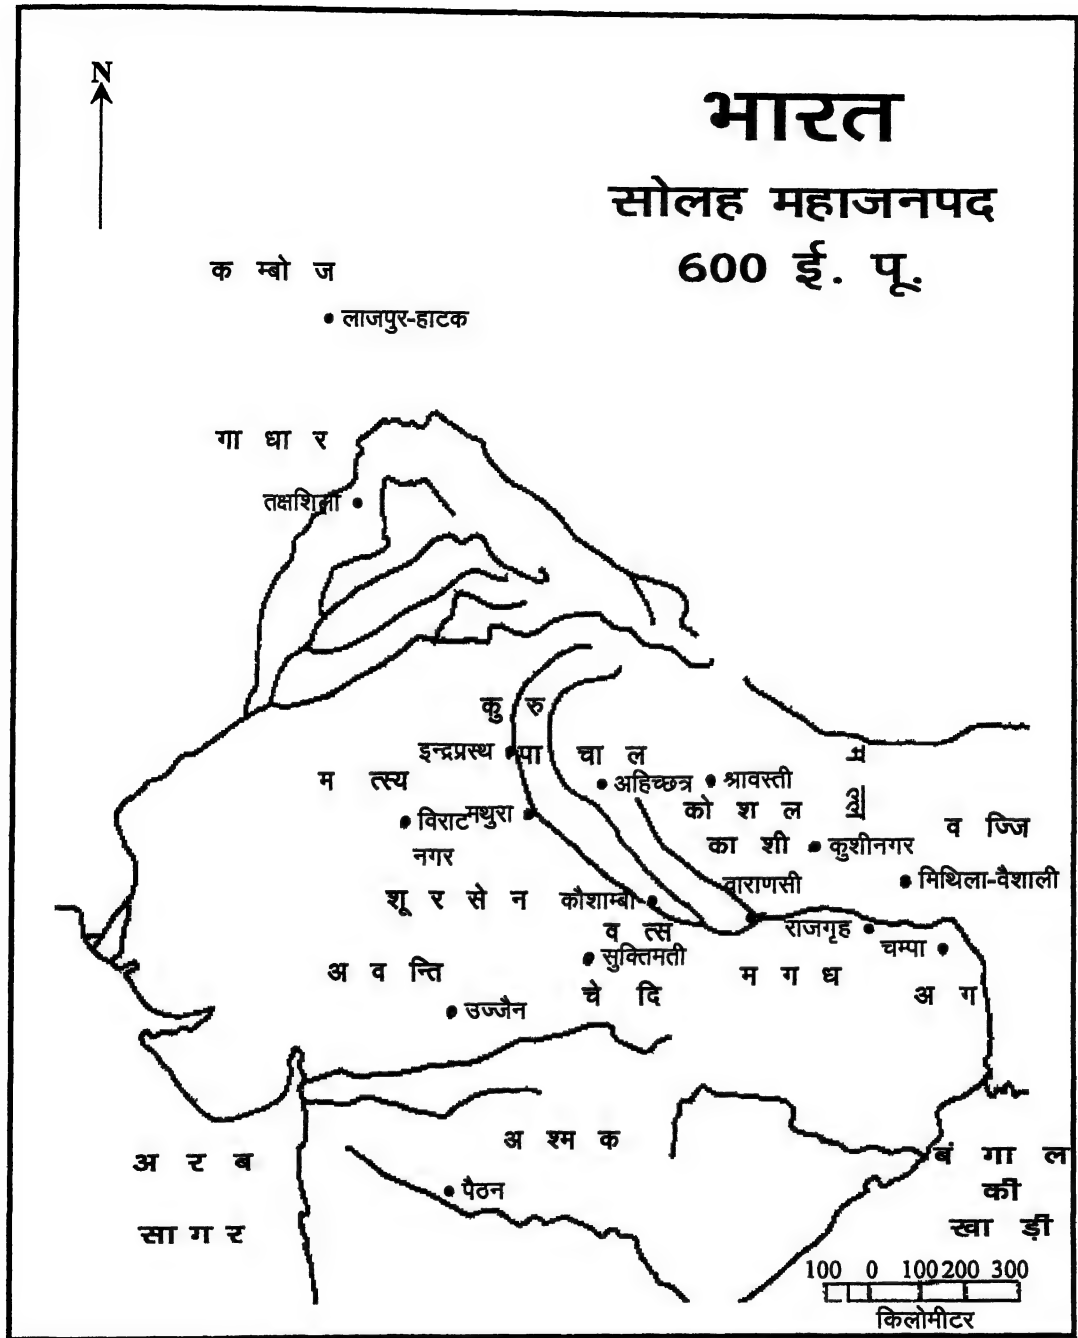 N
भारत
सोलह महाजनपद
600 ई. पू.
क म्बो ज
लाजपुर-हाटक
गा धा र
तक्षशिला
कु रु
इन्द्रप्रस्थ
पा चा ल
म ल्ल
म त्स्य
अहिच्छत्र
श्रावस्ती
को श ल
विराट
नगर
मथुरा
व ज्जि
का शी
कुशीनगर
मिथिला-वैशाली
वाराणसी
शू र से न
कौशाम्बी
व त्स
राजगृह
चम्पा
सुक्तिमती
अ व न्ति
म ग ध
चे दि
अ ग
उज्जैन
अ श्म क
अ र ब
सा ग र
पैठन
बं गा ल
की
खा ड़ी
100 0 100 200 300
किलोमीटर